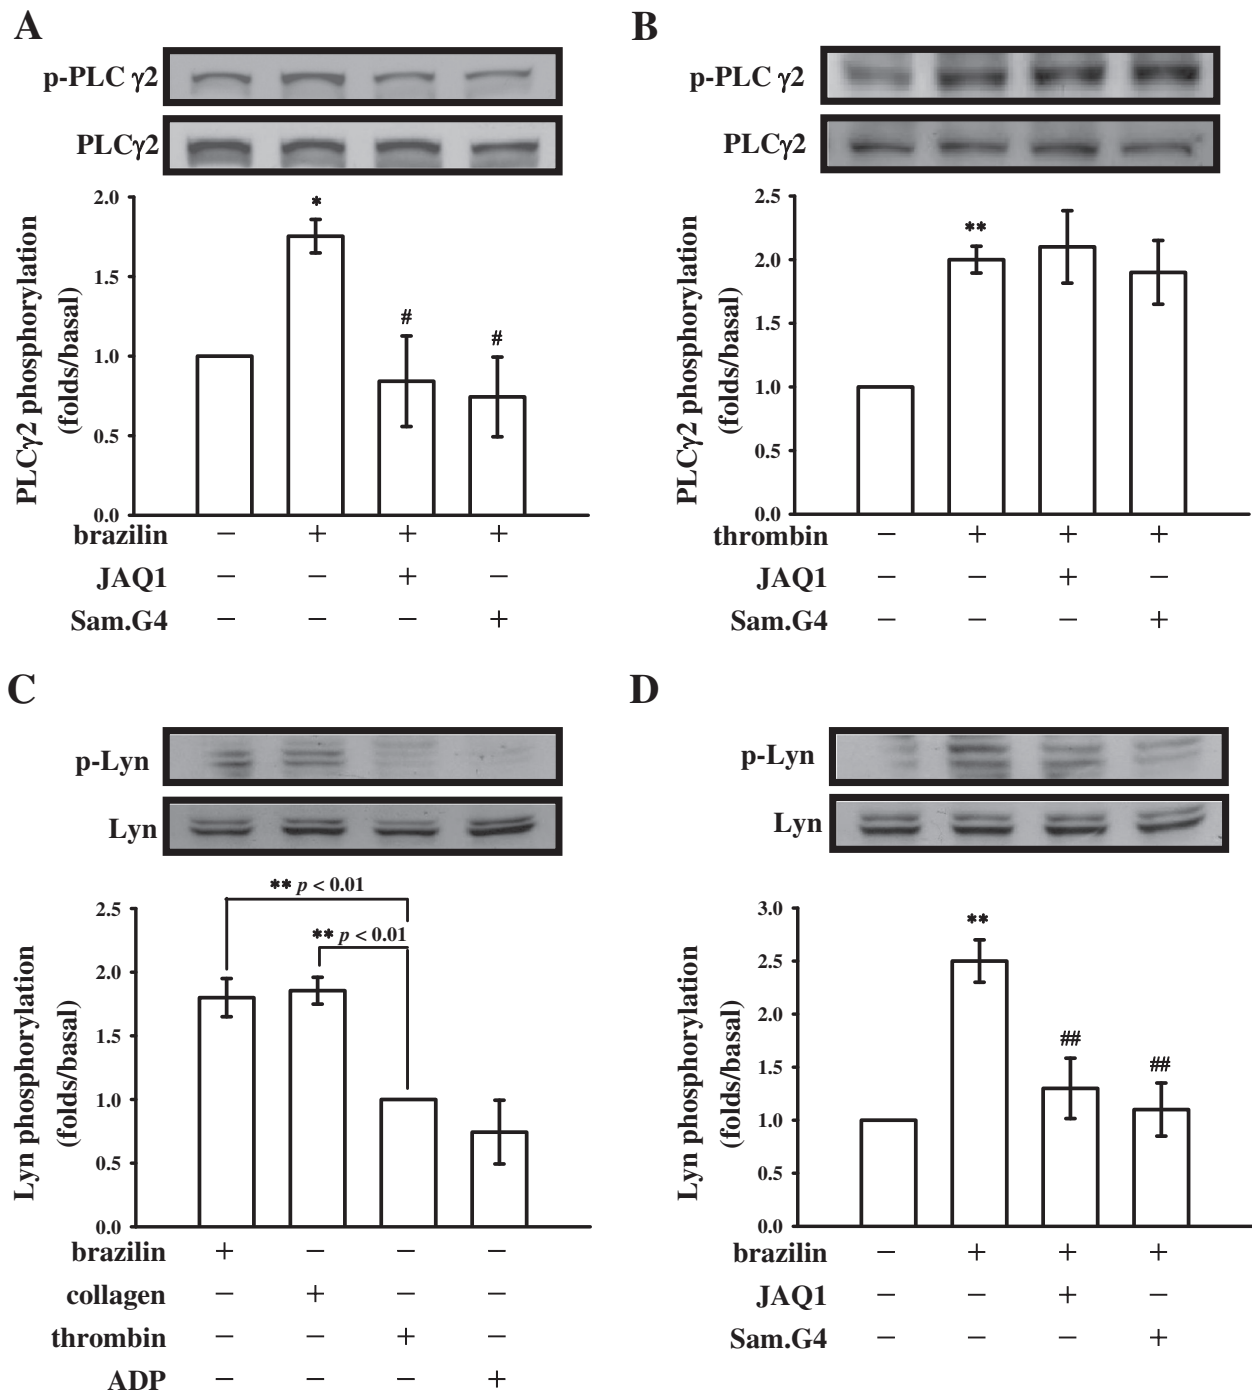 A
p-PLC γ2
PLCγ2
PLCγ2 phosphorylation
(folds/basal)
2.0
1.5
1.0
0.5
0.0
*
#
#
brazilin − + + +
JAQ1 − − + −
Sam.G4 − − − +
B
p-PLC γ2
PLCγ2
PLCγ2 phosphorylation
(folds/basal)
2.5
2.0
1.5
1.0
0.5
0.0
**
thrombin − + + +
JAQ1 − − + −
Sam.G4 − − − +
C
p-Lyn
Lyn
Lyn phosphorylation
(folds/basal)
2.5
2.0
1.5
1.0
0.5
0.0
** p < 0.01
** p < 0.01
brazilin + − − −
collagen − + − −
thrombin − − + −
ADP − − − +
D
p-Lyn
Lyn
Lyn phosphorylation
(folds/basal)
3.0
2.5
2.0
1.5
1.0
0.5
0.0
**
##
##
brazilin − + + +
JAQ1 − − + −
Sam.G4 − − − +